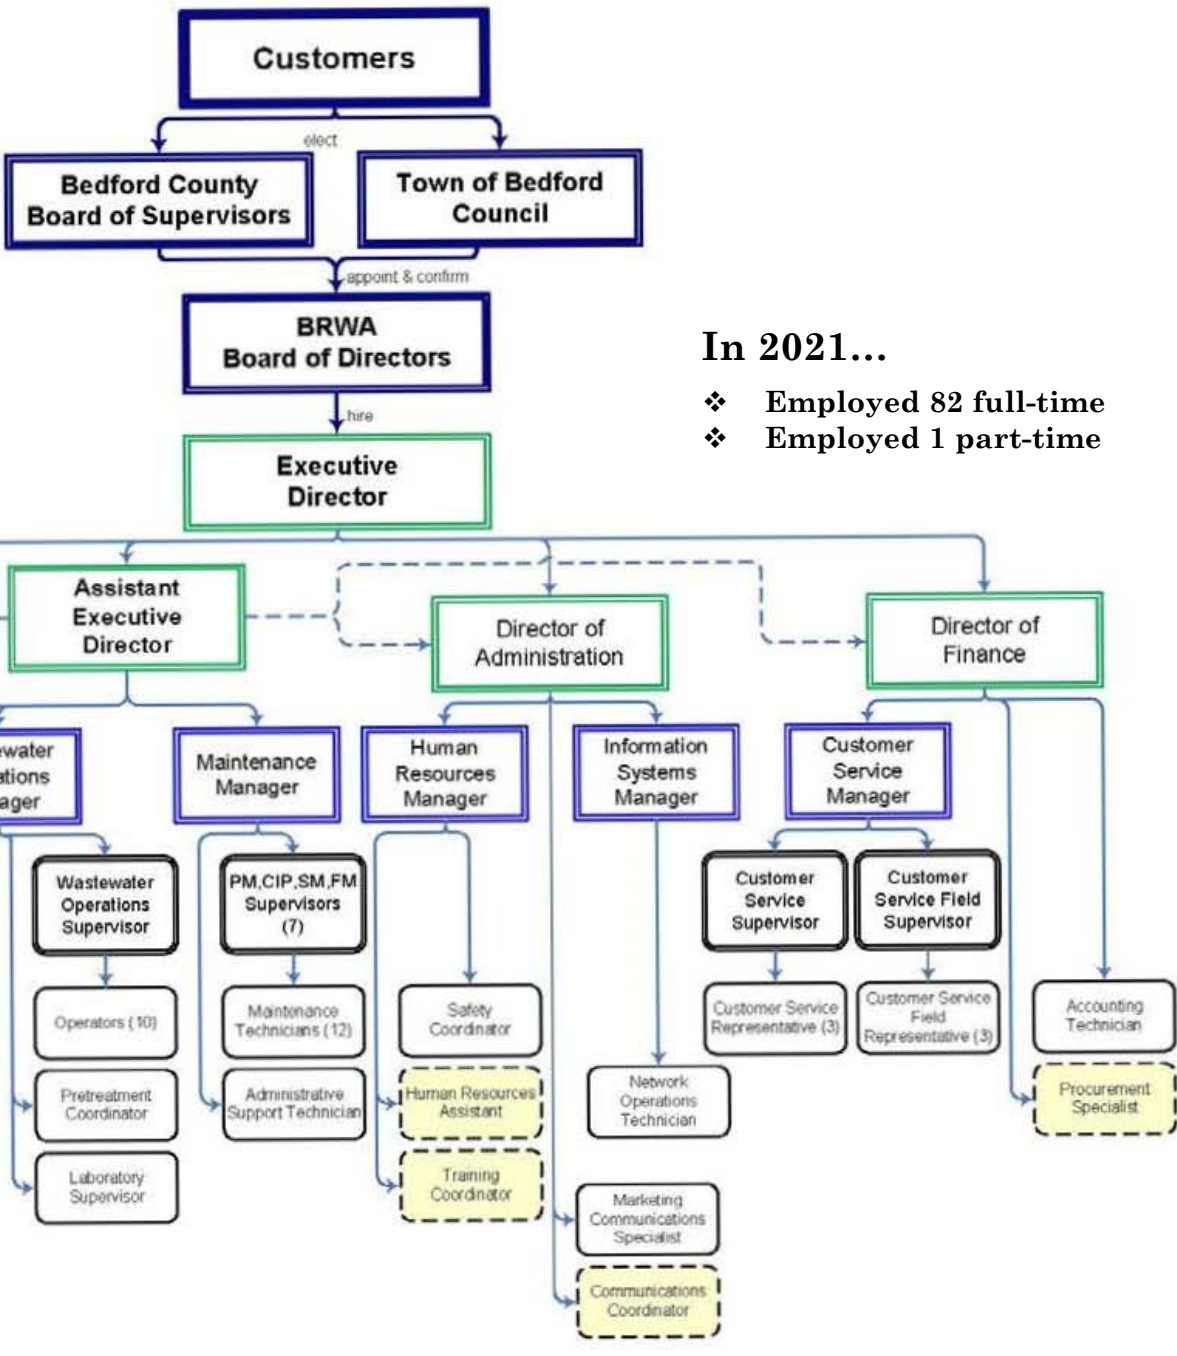 Customers
elect
Bedford County
Board of Supervisors
Town of Bedford
Council
appoint & confirm
BRWA
Board of Directors
hire
In 2021...
❖ Employed 82 full-time
❖ Employed 1 part-time
Executive
Director
Assistant
Executive
Director
Director of
Administration
Director of
Finance
ewater
ations
ager
Maintenance
Manager
Human
Resources
Manager
Information
Systems
Manager
Customer
Service
Manager
Wastewater
Operations
Supervisor
PM,CIP,SM,FM
Supervisors
(7)
Customer
Service
Supervisor
Customer
Service Field
Supervisor
Operators (10)
Maintenance
Technicians (12)
Safety
Coordinator
Customer Service
Representative (3)
Customer Service
Field
Representative (3)
Accounting
Technician
Pretreatment
Coordinator
Administrative
Support Technician
Human Resources
Assistant
Network
Operations
Technician
Procurement
Specialist
Laboratory
Supervisor
Training
Coordinator
Marketing
Communications
Specialist
Communications
Coordinator